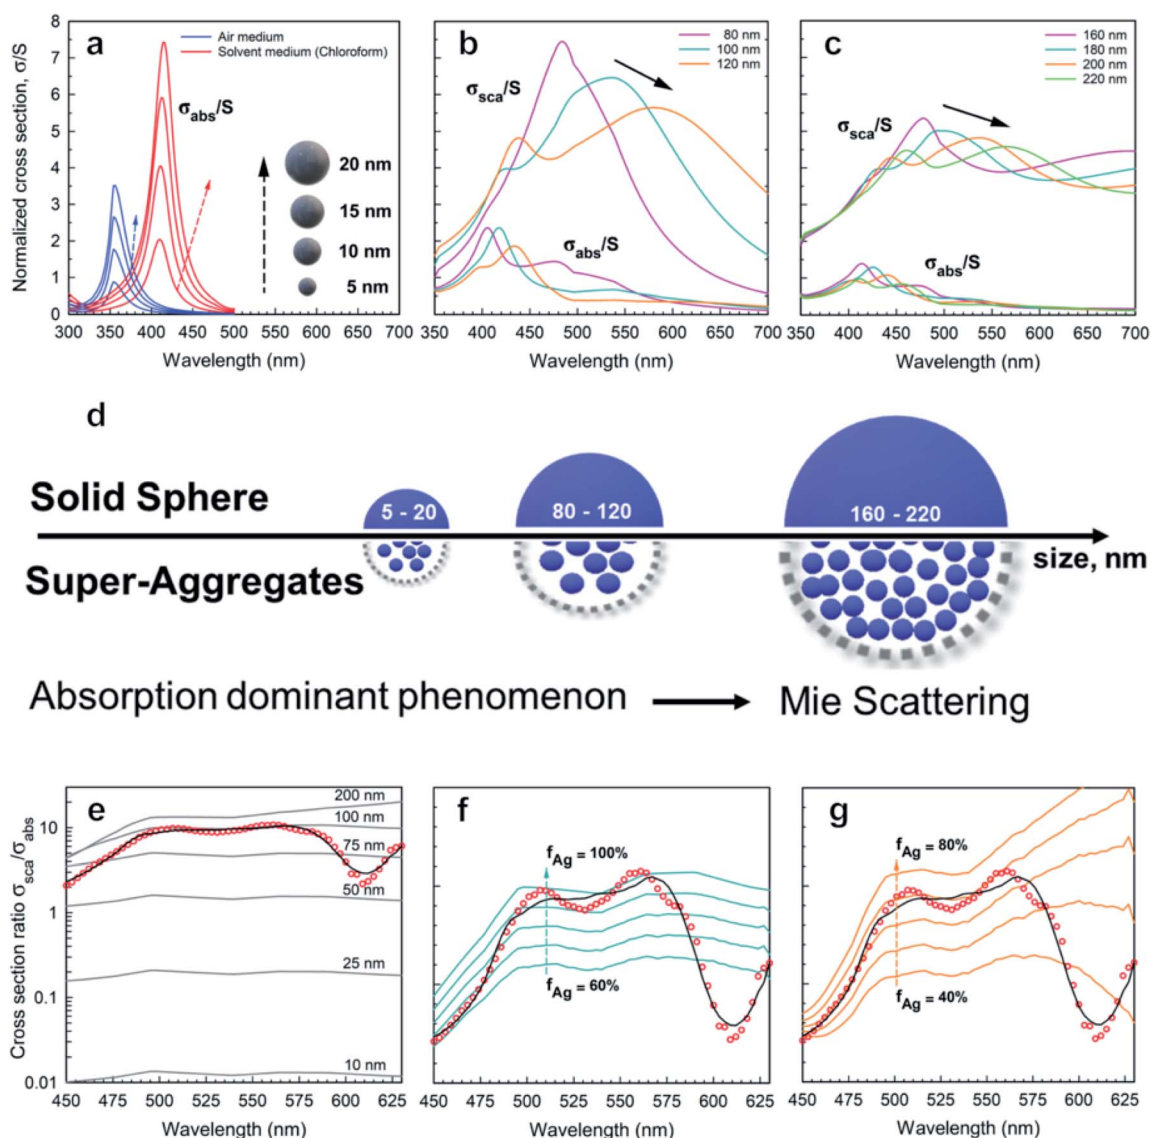 8
7
6
5
4
3
2
1
0
Normalized cross section, σ/S
a
Air medium
Solvent medium (Chloroform)
σabs/S
20 nm
15 nm
10 nm
5 nm
300 350 400 450 500 550 600 650 700
Wavelength (nm)
b
80 nm
100 nm
120 nm
σsca/S
σabs/S
350 400 450 500 550 600 650 700
Wavelength (nm)
c
160 nm
180 nm
200 nm
220 nm
σsca/S
σabs/S
350 400 450 500 550 600 650 700
Wavelength (nm)
d
Solid Sphere
5 - 20
80 - 120
160 - 220
size, nm
Super-Aggregates
Absorption dominant phenomenon
Mie Scattering
Cross section ratio σsca/σabs
10
1
0.1
0.01
e
200 nm
100 nm
75 nm
50 nm
25 nm
10 nm
450 475 500 525 550 575 600 625
Wavelength (nm)
f
fAg = 100%
fAg = 60%
450 475 500 525 550 575 600 625
Wavelength (nm)
g
fAg = 80%
fAg = 40%
450 475 500 525 550 575 600 625
Wavelength (nm)